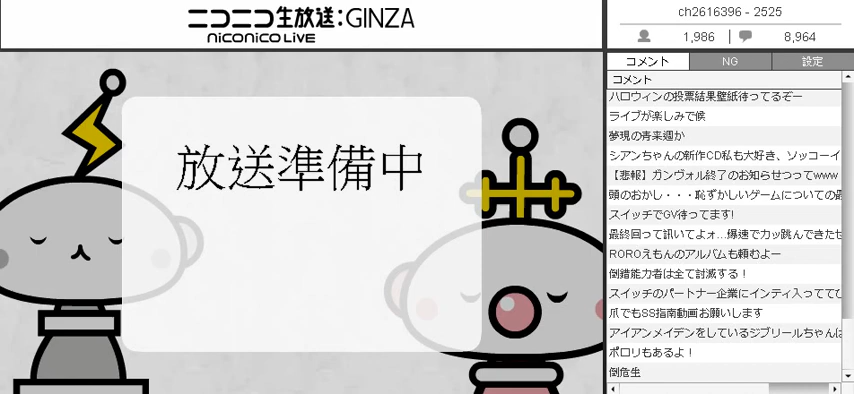 ニコニコ生放送:GINZA
niconico LIVE
放送準備中
ch2616396 - 2525
1,986
8,964
コメント
NG
設定
コメント
ハロウィンの投票結果壁紙待ってるぞー
ライブが楽しみで候
夢現の青来週か
シアンちゃんの新作CD私も大好き、ソッコーイ
【悲報】ガンヴォル終了のお知らせつってwww
頭のおかし・・・恥ずかしいゲームについての
スイッチでGV待ってます!
最終回って訊いてよォ…爆速でカッ跳んできたぜ
ROROえもんのアルバムも頼むよー
倒錯能力者は全て討滅する!
スイッチのパートナー企業にインティ入ってて
爪でもSS指南動画お願いします
アイアンメイデンをしているジブリールちゃんは
ポロリもあるよ!
倒危生